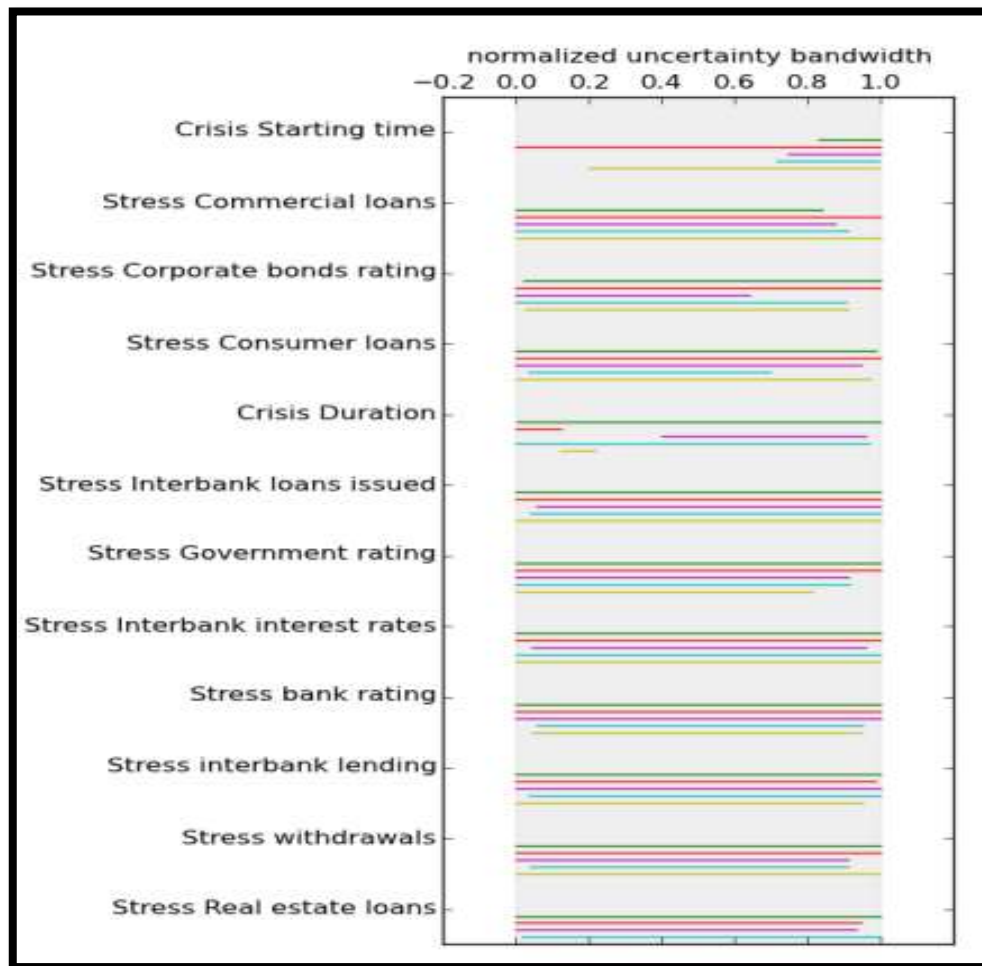 normalized uncertainty bandwidth
−0.2 0.0 0.2 0.4 0.6 0.8 1.0
Crisis Starting time
Stress Commercial loans
Stress Corporate bonds rating
Stress Consumer loans
Crisis Duration
Stress Interbank loans issued
Stress Government rating
Stress Interbank interest rates
Stress bank rating
Stress interbank lending
Stress withdrawals
Stress Real estate loans